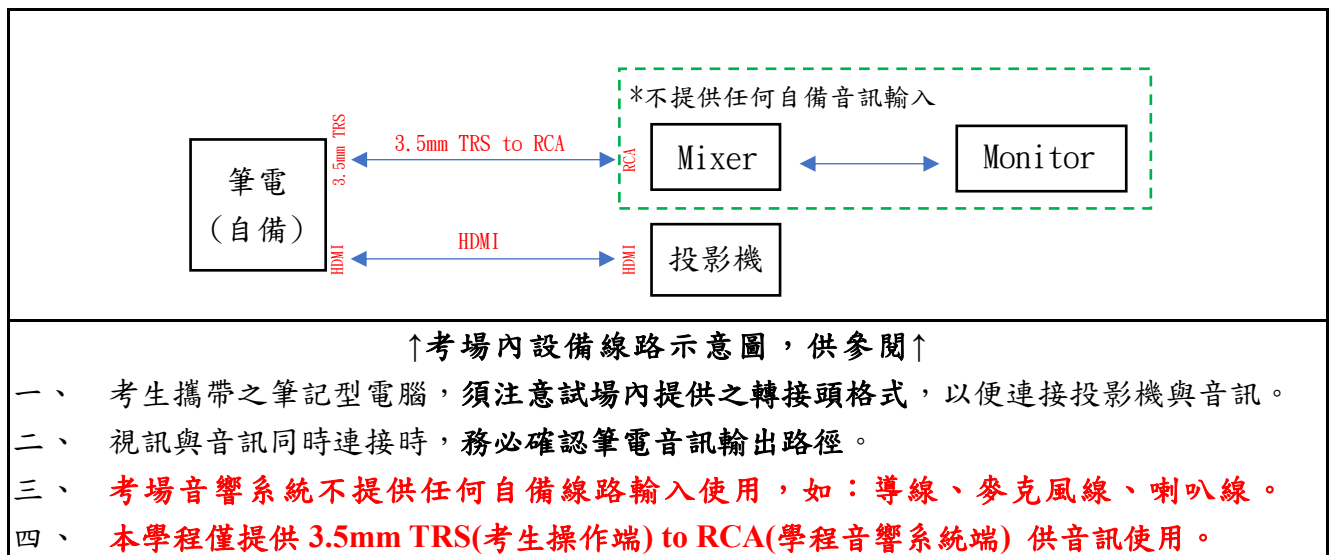 *不提供任何自備音訊輸入
3.5mm TRS
3.5mm TRS to RCA
RCA
Mixer
Monitor
筆電
(自備)
HDMI
HDMI
HDMI
投影機
↑考場內設備線路示意圖，供參閱↑
一、 考生攜帶之筆記型電腦，須注意試場內提供之轉接頭格式，以便連接投影機與音訊。
二、 視訊與音訊同時連接時，務必確認筆電音訊輸出路徑。
三、 考場音響系統不提供任何自備線路輸入使用，如：導線、麥克風線、喇叭線。
四、 本學程僅提供 3.5mm TRS(考生操作端) to RCA(學程音響系統端) 供音訊使用。